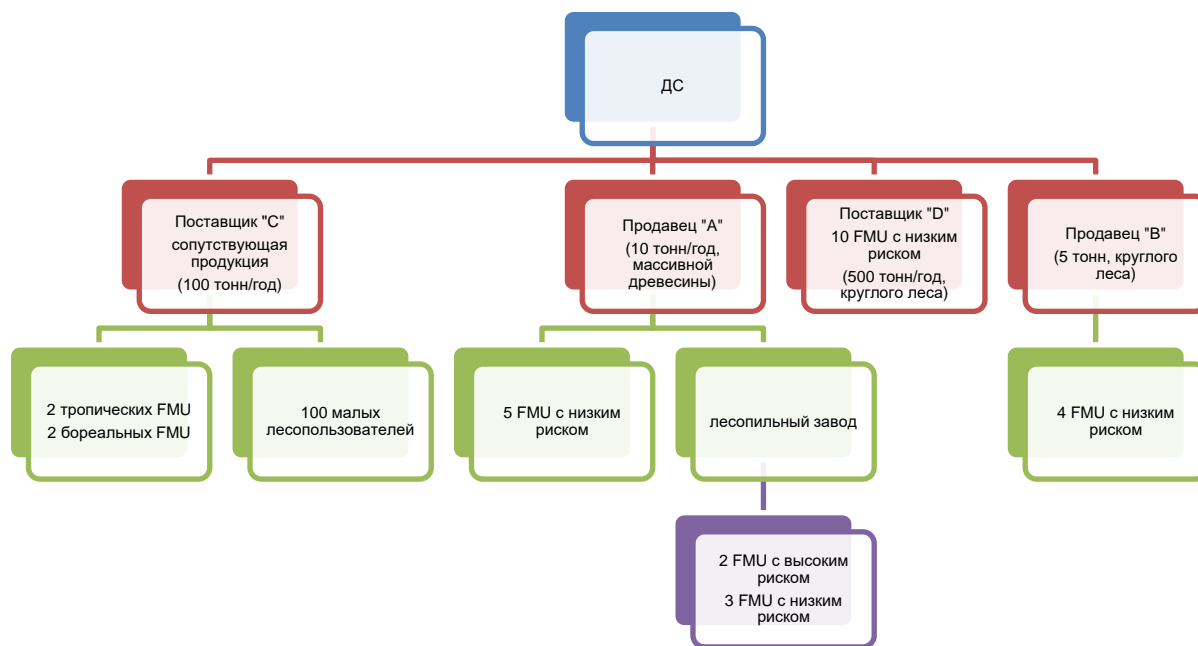 ДС
Поставщик "С"
сопутствующая
продукция
(100 тонн/год)
Продавец "А"
(10 тонн/год,
массивной
древесины)
Поставщик "D"
10 FMU с низким
риском
(500 тонн/год,
круглого леса)
Продавец "В"
(5 тонн, круглого
леса)
2 тропических FMU
2 бореальных FMU
100 малых
лесопользователей
5 FMU с низким
риском
лесопильный завод
4 FMU с низким
риском
2 FMU с высоким
риском
3 FMU с низким
риском